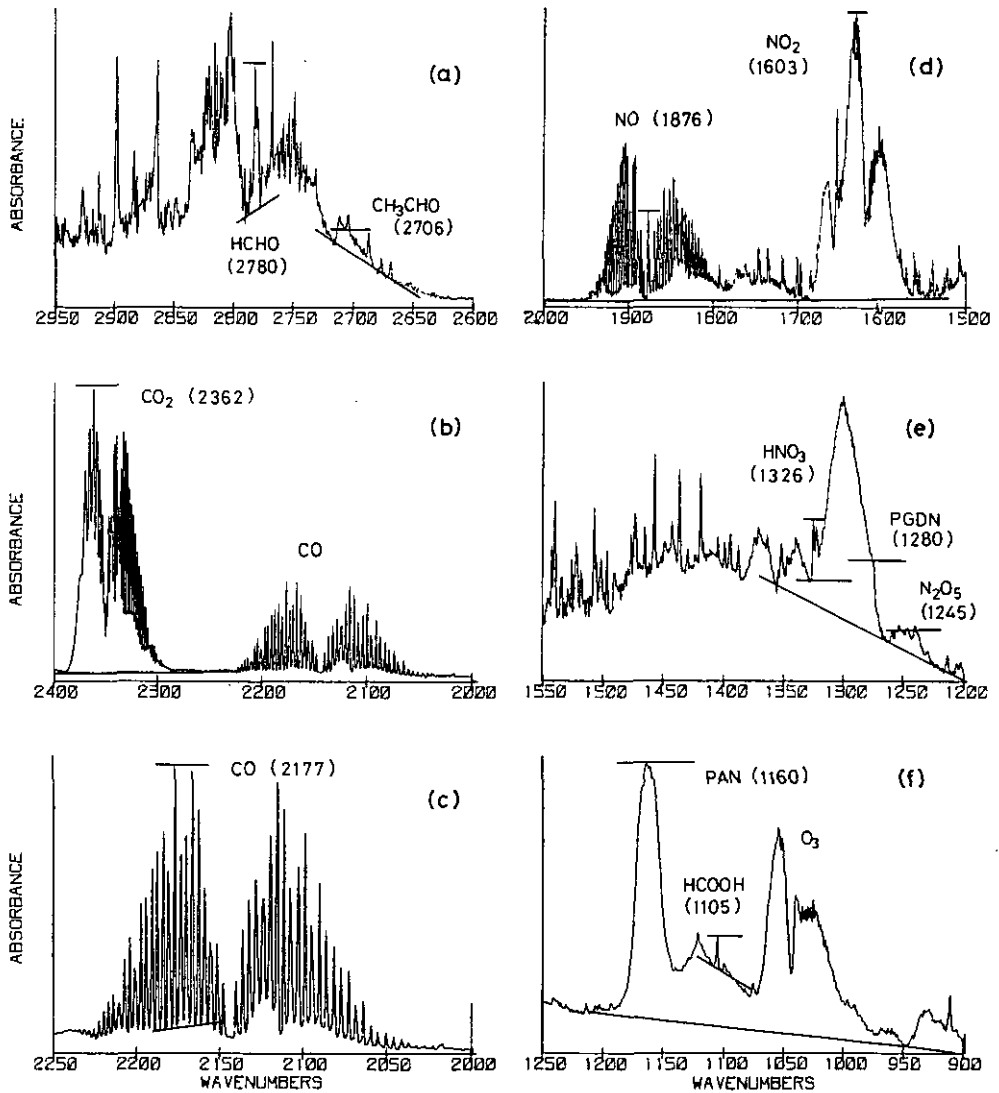 (a)
ABSORBANCE
HCHO
(2780)
CH₃CHO
(2706)
2950 2900 2850 2800 2750 2700 2650 2600
NO₂
(1603)
(d)
NO (1876)
2000 1900 1800 1700 1600 1500
CO₂ (2362)
(b)
ABSORBANCE
CO
2400 2300 2200 2100 2000
(e)
HNO₃
(1326)
PGDN
(1280)
N₂O₅
(1245)
1550 1500 1450 1400 1350 1300 1250 1200
CO (2177)
(c)
ABSORBANCE
2250 2200 2150 2100 2050 2000
WAVENUMBERS
PAN (1160)
(f)
O₃
HCOOH
(1105)
1250 1200 1150 1100 1050 1000 950 900
WAVENUMBERS